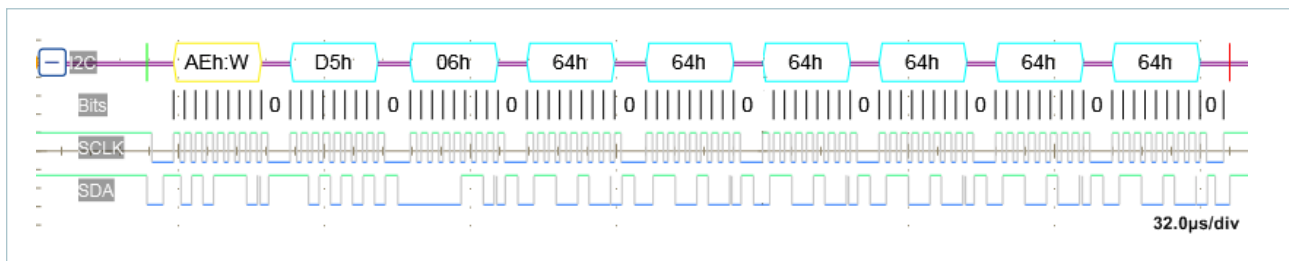 I2C AEh:W D5h 06h 64h 64h 64h 64h 64h 64h
Bits 0 0 0 0 0 0 0 0 0
SCLK
SDA
32.0µs/div